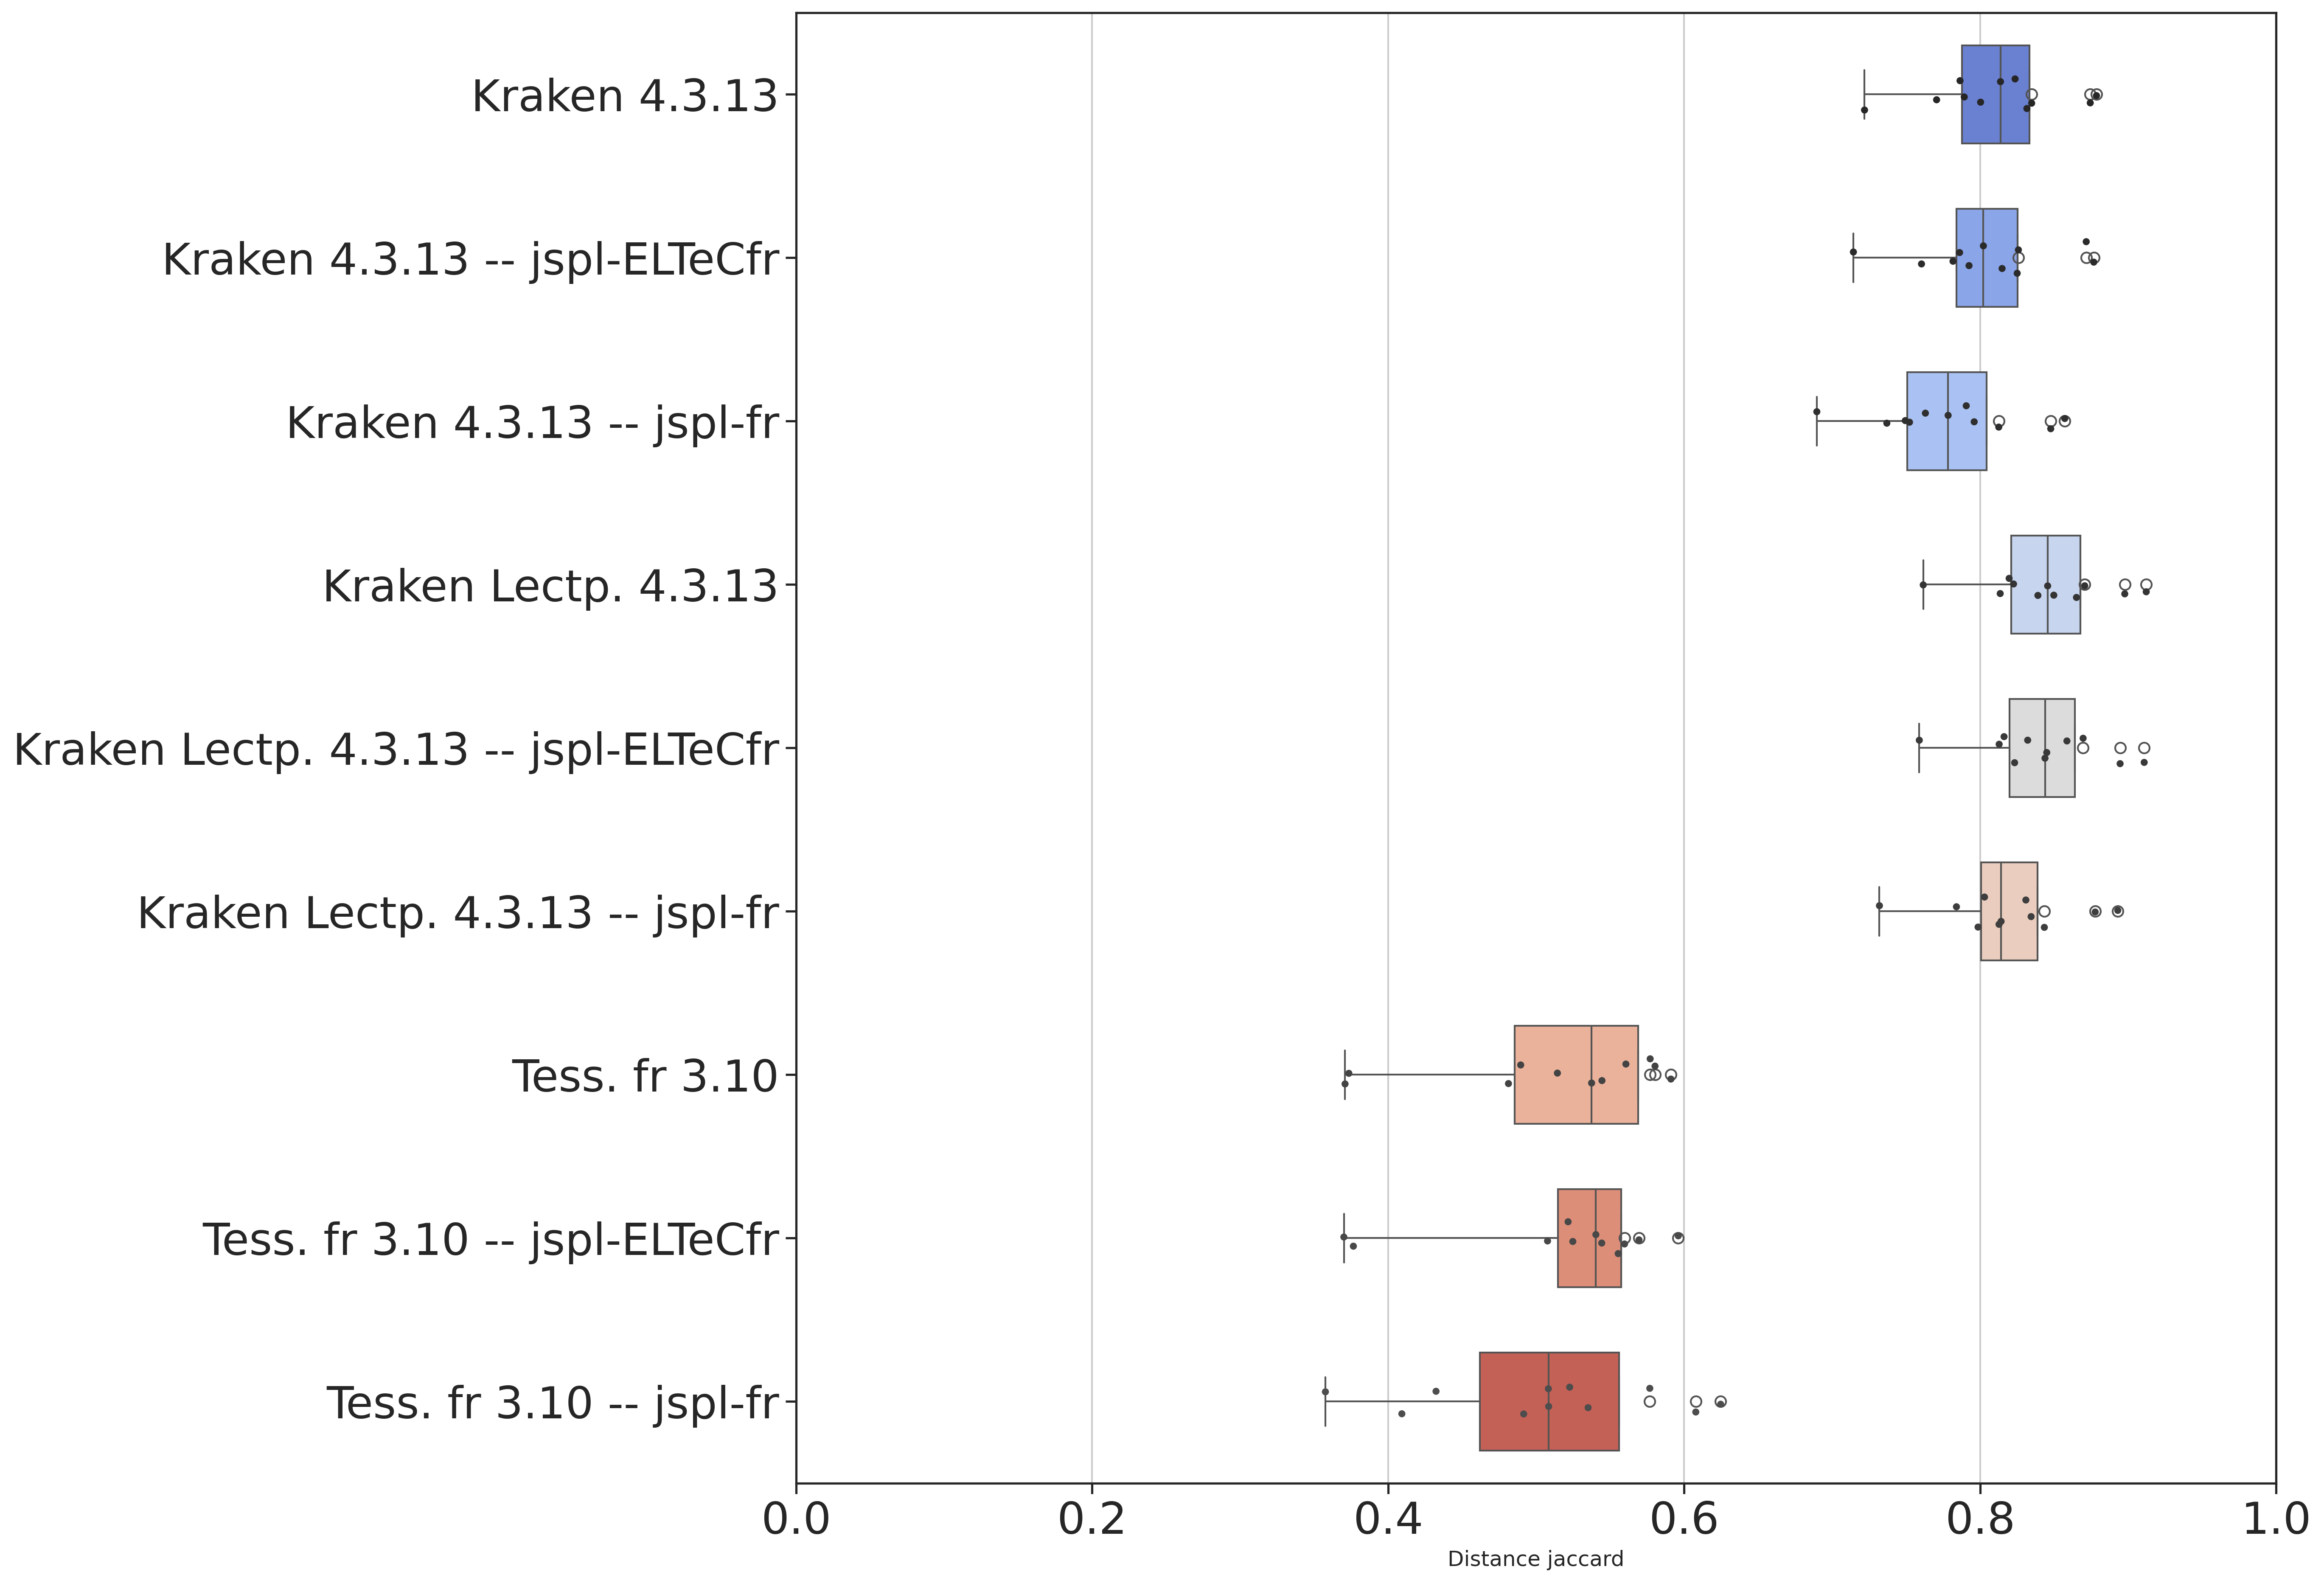 Kraken 4.3.13
Kraken 4.3.13 -- jspl-ELTeCfr
Kraken 4.3.13 -- jspl-fr
Kraken Lectp. 4.3.13
Kraken Lectp. 4.3.13 -- jspl-ELTeCfr
Kraken Lectp. 4.3.13 -- jspl-fr
Tess. fr 3.10
Tess. fr 3.10 -- jspl-ELTeCfr
Tess. fr 3.10 -- jspl-fr
0.0 0.2 0.4 0.6 0.8 1.0
Distance jaccard